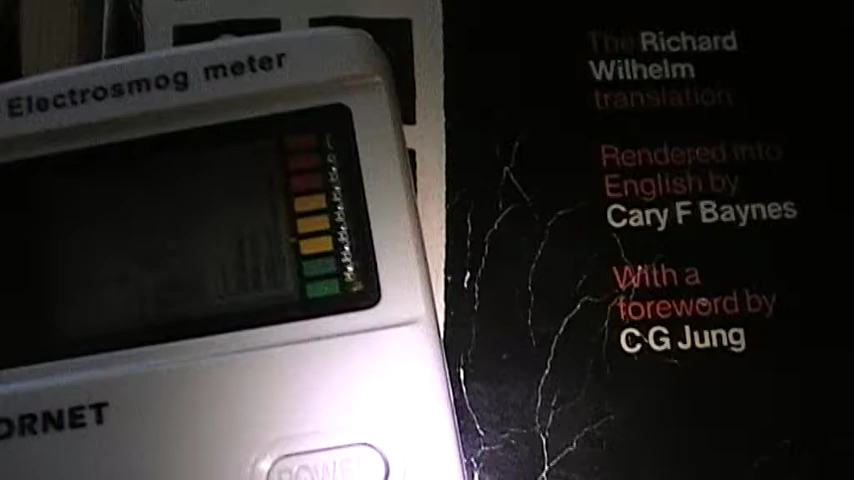 Electrosmog meter
ORNET
POWER
The Richard
Wilhelm
translation
Rendered into
English by
Cary F Baynes
With a
foreword by
C G Jung